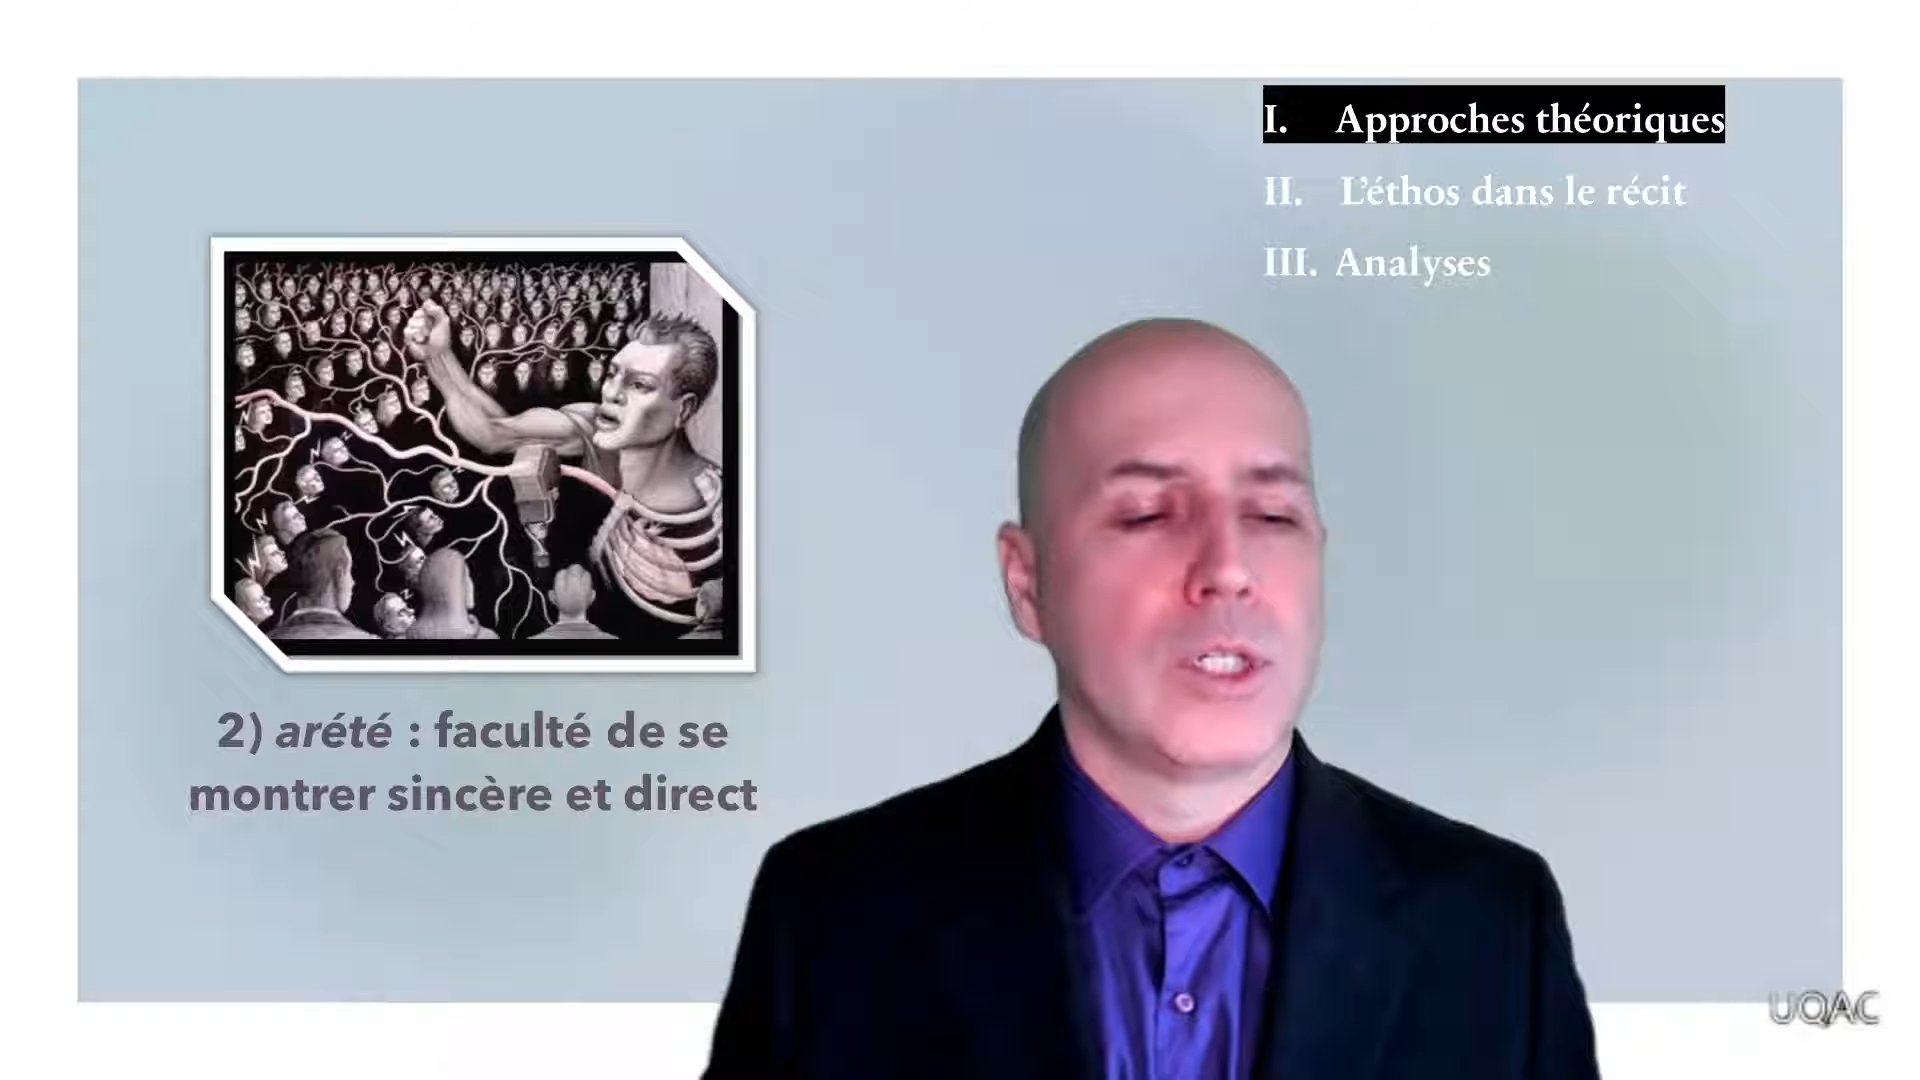 I. Approches théoriques
II. L’éthos dans le récit
III. Analyses
2) arété : faculté de se
montrer sincère et direct
UQAC